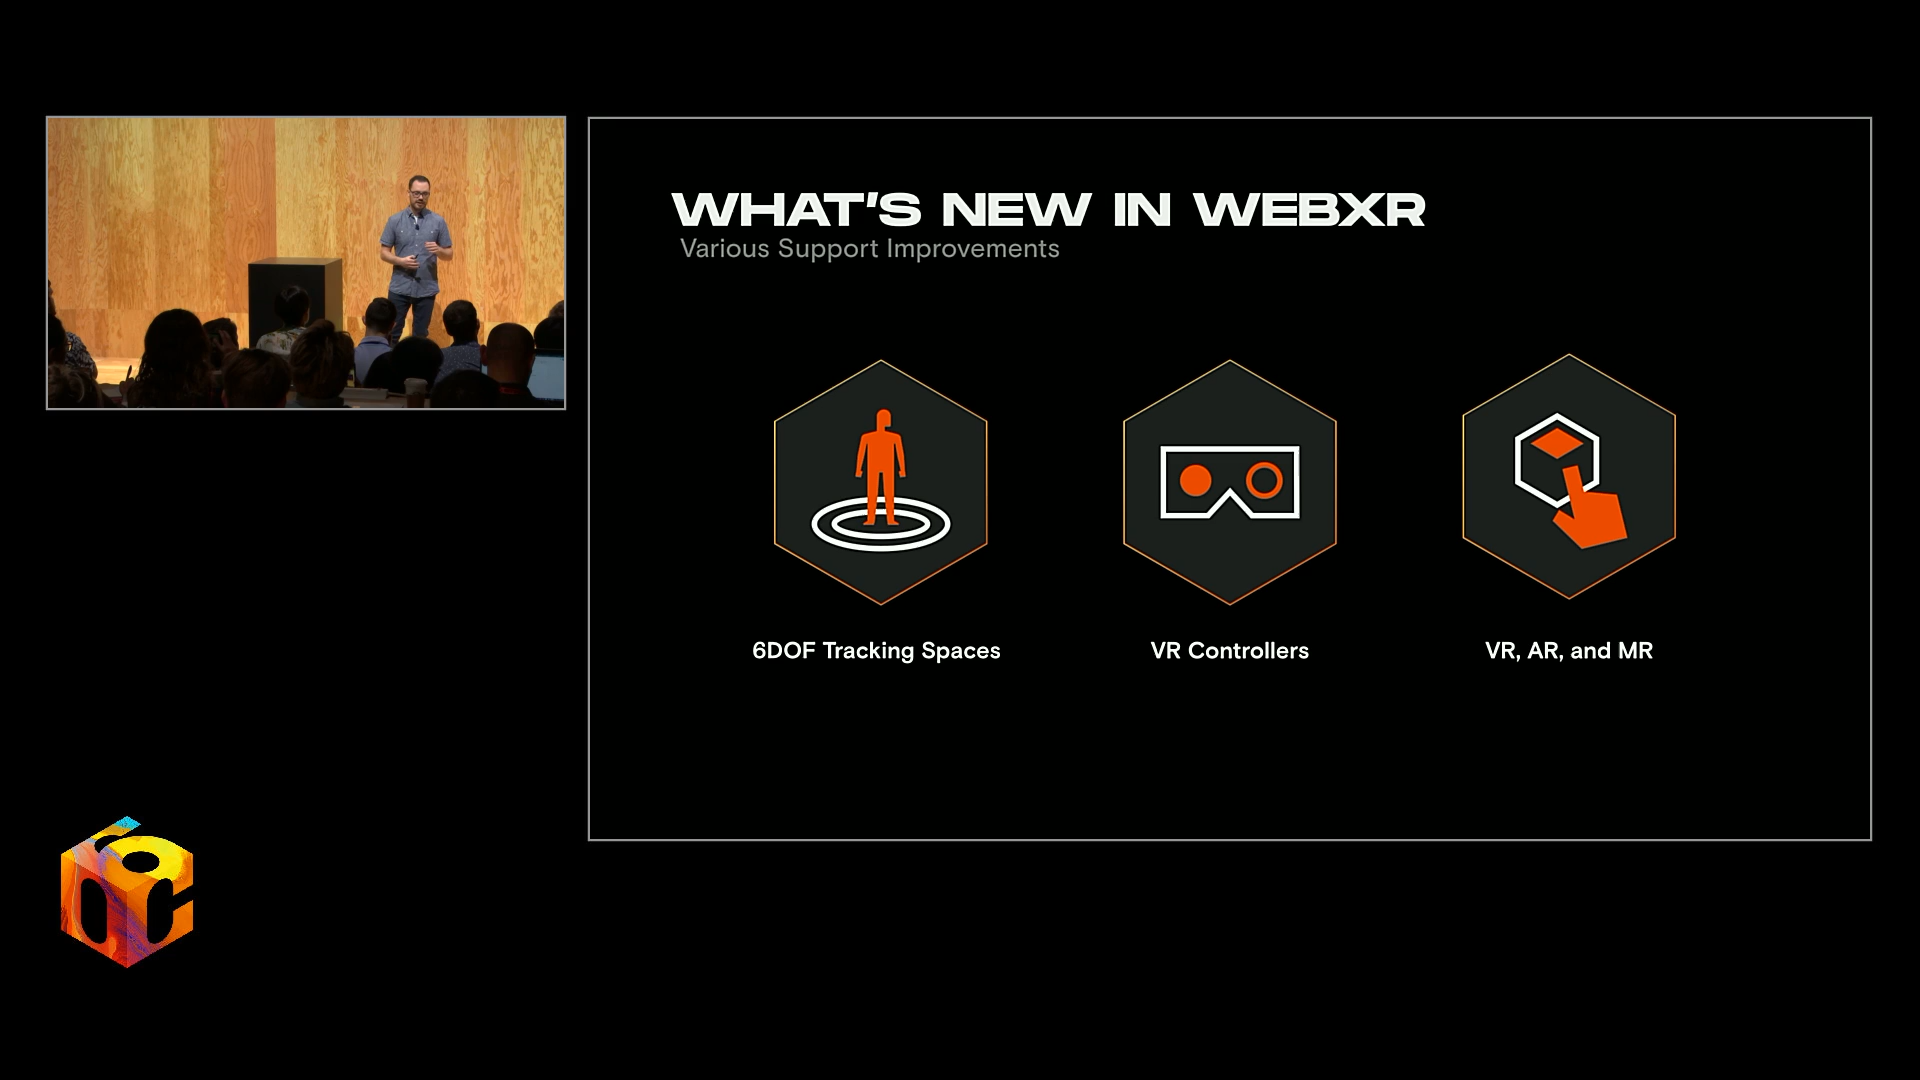 WHAT'S NEW IN WEBXR
Various Support Improvements
6DOF Tracking Spaces
VR Controllers
VR, AR, and MR